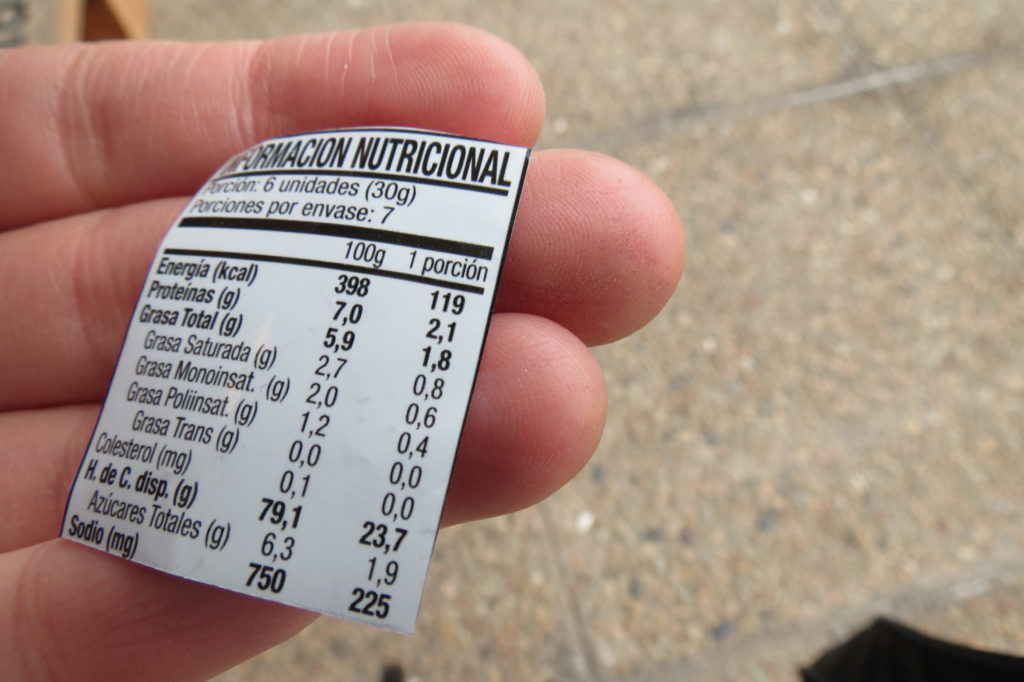 INFORMACION NUTRICIONAL
Porción: 6 unidades (30g)
Porciones por envase: 7
100g 1 porción
Energía (kcal) 398 119
Proteínas (g) 7,0 2,1
Grasa Total (g) 5,9 1,8
Grasa Saturada (g) 2,7 0,8
Grasa Monoinsat. (g) 2,0 0,6
Grasa Poliinsat. (g) 1,2 0,4
Grasa Trans (g) 0,0 0,0
Colesterol (mg) 0,1 0,0
H. de C. disp. (g) 79,1 23,7
Azúcares Totales (g) 6,3 1,9
Sodio (mg) 750 225